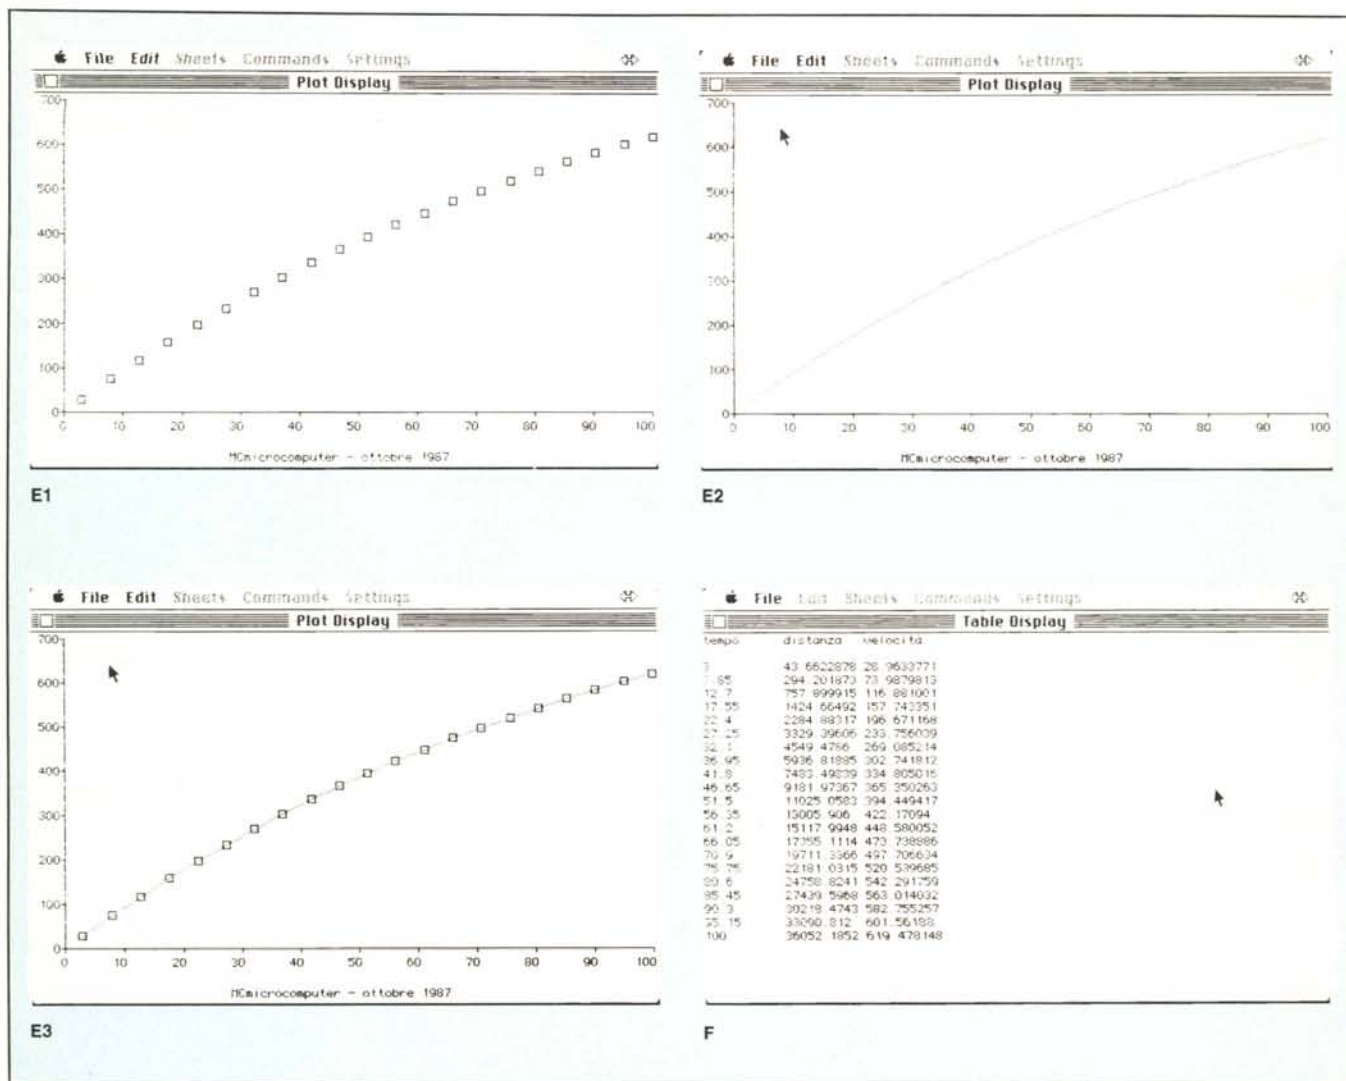 File Edit Sheets Commands Settings
Plot Display
700
600
500
400
300
200
100
0
0 10 20 30 40 50 60 70 80 90 100
MCmicrocomputer - ottobre 1987
E1
File Edit Sheets Commands Settings
Plot Display
700
600
500
400
300
200
100
0
0 10 20 30 40 50 60 70 80 90 100
MCmicrocomputer - ottobre 1987
E2
File Edit Sheets Commands Settings
Plot Display
700
600
500
400
300
200
100
0
0 10 20 30 40 50 60 70 80 90 100
MCmicrocomputer - ottobre 1987
E3
File Edit Sheets Commands Settings
Table Display
tempo distanza velocita
3 43.6622878 28.9633771
7.85 294.201873 73.9879813
12.7 757.899915 116.881001
17.55 1424.66492 157.743351
22.4 2284.88317 196.671168
27.25 3329.39606 233.756039
32.1 4549.4786 269.085214
36.95 5936.81885 302.741812
41.8 7483.49839 334.805016
46.65 9181.97367 365.350263
51.5 11025.0583 394.449417
56.35 13005.906 422.17094
61.2 15117.9948 448.580052
66.05 17355.1114 473.738886
70.9 19711.3366 497.706634
75.75 22181.0315 520.539685
80.6 24758.8241 542.291759
85.45 27439.5968 563.014032
90.3 30218.4743 582.755257
95.15 33090.812 601.56188
100 36052.1852 619.478148
F